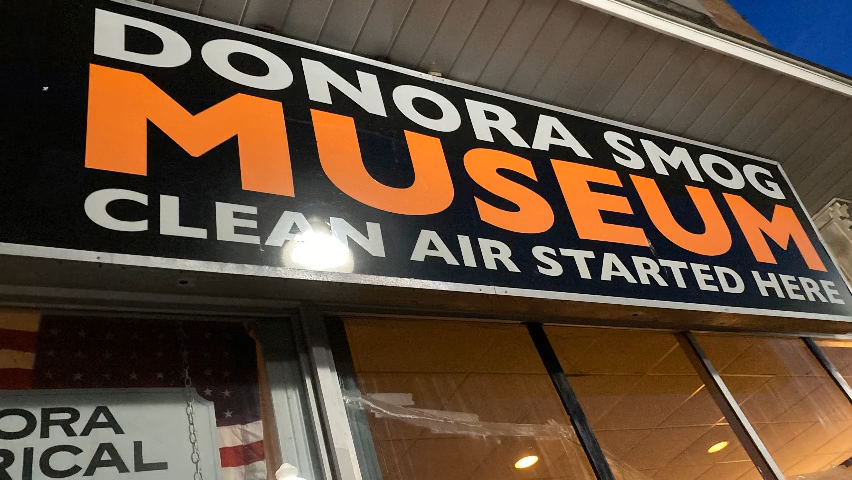 DONORA SMOG
MUSEUM
CLEAN AIR STARTED HERE
ORA
RICAL